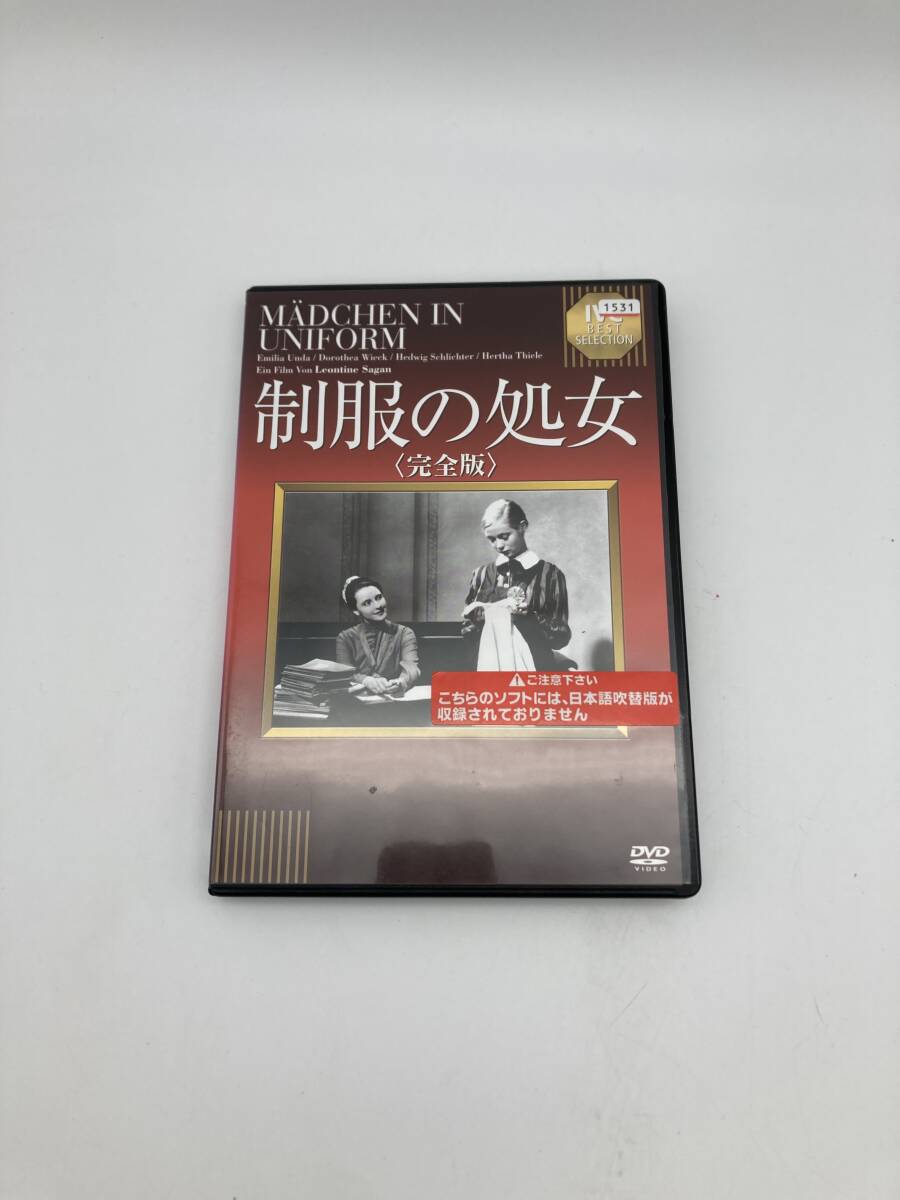 MÄDCHEN IN
UNIFORM
Emilia Unda / Dorothea Wieck / Hedwig Schlichter / Hertha Thiele
Ein Film Von Leontine Sagan
1531
IVC
BEST
SELECTION
制服の処女
〈完全版〉
ご注意下さい
こちらのソフトには、日本語吹替版が
収録されておりません
DVD
VIDEO